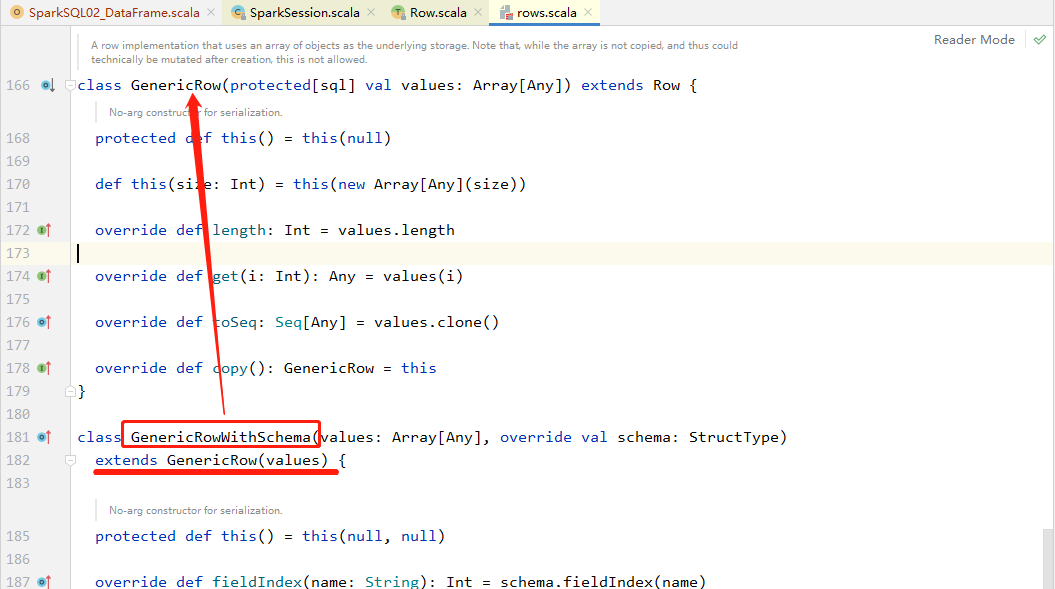 SparkSQL02_DataFrame.scala × SparkSession.scala × Row.scala × rows.scala ×
Reader Mode
A row implementation that uses an array of objects as the underlying storage. Note that, while the array is not copied, and thus could
technically be mutated after creation, this is not allowed.
166 class GenericRow(protected[sql] val values: Array[Any]) extends Row {
No-arg constructor for serialization.
168 protected def this() = this(null)
169
170 def this(size: Int) = this(new Array[Any](size))
171
172 override def length: Int = values.length
173
174 override def get(i: Int): Any = values(i)
175
176 override def toSeq: Seq[Any] = values.clone()
177
178 override def copy(): GenericRow = this
179 }
180
181 class GenericRowWithSchema(values: Array[Any], override val schema: StructType)
182 extends GenericRow(values) {
183
No-arg constructor for serialization.
185 protected def this() = this(null, null)
186
187 override def fieldIndex(name: String): Int = schema.fieldIndex(name)